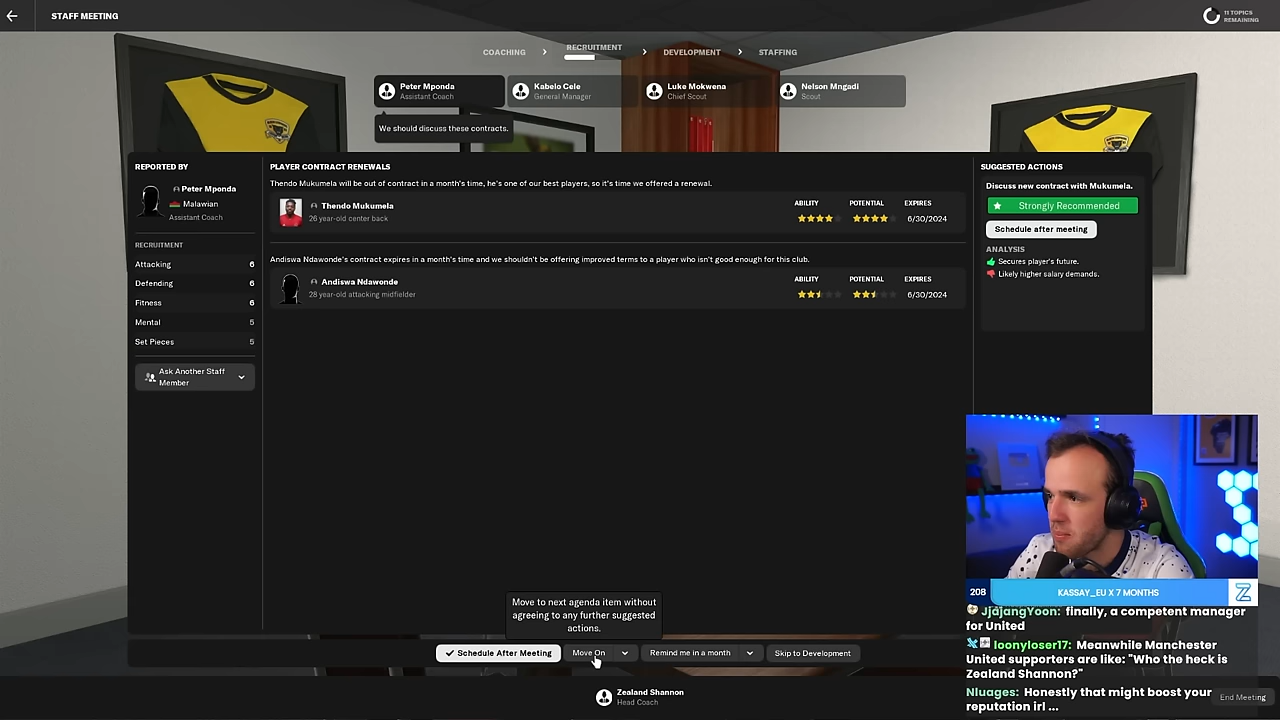 STAFF MEETING
11 TOPICS
REMAINING
COACHING
RECRUITMENT
DEVELOPMENT
STAFFING
Peter Mponda
Assistant Coach
Kabelo Cele
General Manager
Luke Mokwena
Chief Scout
Nelson Mngadi
Scout
We should discuss these contracts.
REPORTED BY
Peter Mponda
Malawian
Assistant Coach
RECRUITMENT
Attacking 6
Defending 6
Fitness 6
Mental 5
Set Pieces 5
Ask Another Staff
Member
PLAYER CONTRACT RENEWALS
Thendo Mukumela will be out of contract in a month's time, he's one of our best players, so it's time we offered a renewal.
Thendo Mukumela
26 year-old center back
ABILITY
POTENTIAL
EXPIRES
6/30/2024
Andiswa Ndawonde's contract expires in a month's time and we shouldn't be offering improved terms to a player who isn't good enough for this club.
Andiswa Ndawonde
28 year-old attacking midfielder
ABILITY
POTENTIAL
EXPIRES
6/30/2024
SUGGESTED ACTIONS
Discuss new contract with Mukumela.
Strongly Recommended
Schedule after meeting
ANALYSIS
Secures player's future.
Likely higher salary demands.
Move to next agenda item without
agreeing to any further suggested
actions.
Schedule After Meeting
Move On
Remind me in a month
Skip to Development
Zealand Shannon
Head Coach
208
KASSAY_EU X 7 MONTHS
Z
JjajangYoon: finally, a competent manager
for United
loonyloser17: Meanwhile Manchester
United supporters are like: "Who the heck is
Zealand Shannon?"
Nluages: Honestly that might boost your
reputation irl ...
End Meeting